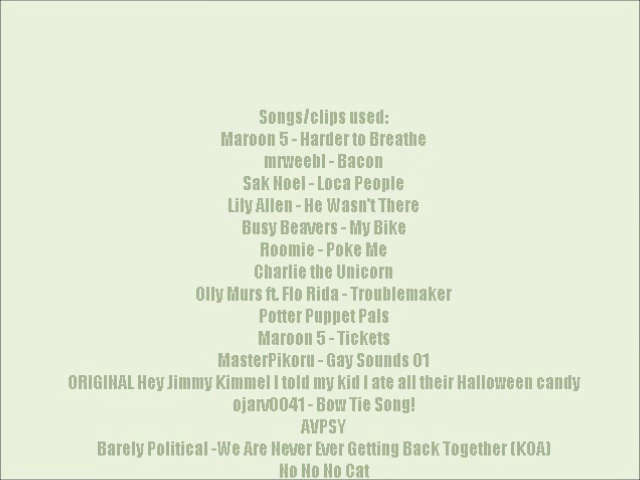 Songs/clips used:
Maroon 5 - Harder to Breathe
mrweebl - Bacon
Sak Noel - Loca People
Lily Allen - He Wasn't There
Busy Beavers - My Bike
Roomie - Poke Me
Charlie the Unicorn
Olly Murs ft. Flo Rida - Troublemaker
Potter Puppet Pals
Maroon 5 - Tickets
MasterPikoru - Gay Sounds 01
ORIGINAL Hey Jimmy Kimmel I told my kid I ate all their Halloween candy
ojarv0041 - Bow Tie Song!
AVPSY
Barely Political -We Are Never Ever Getting Back Together (KOA)
No No No Cat